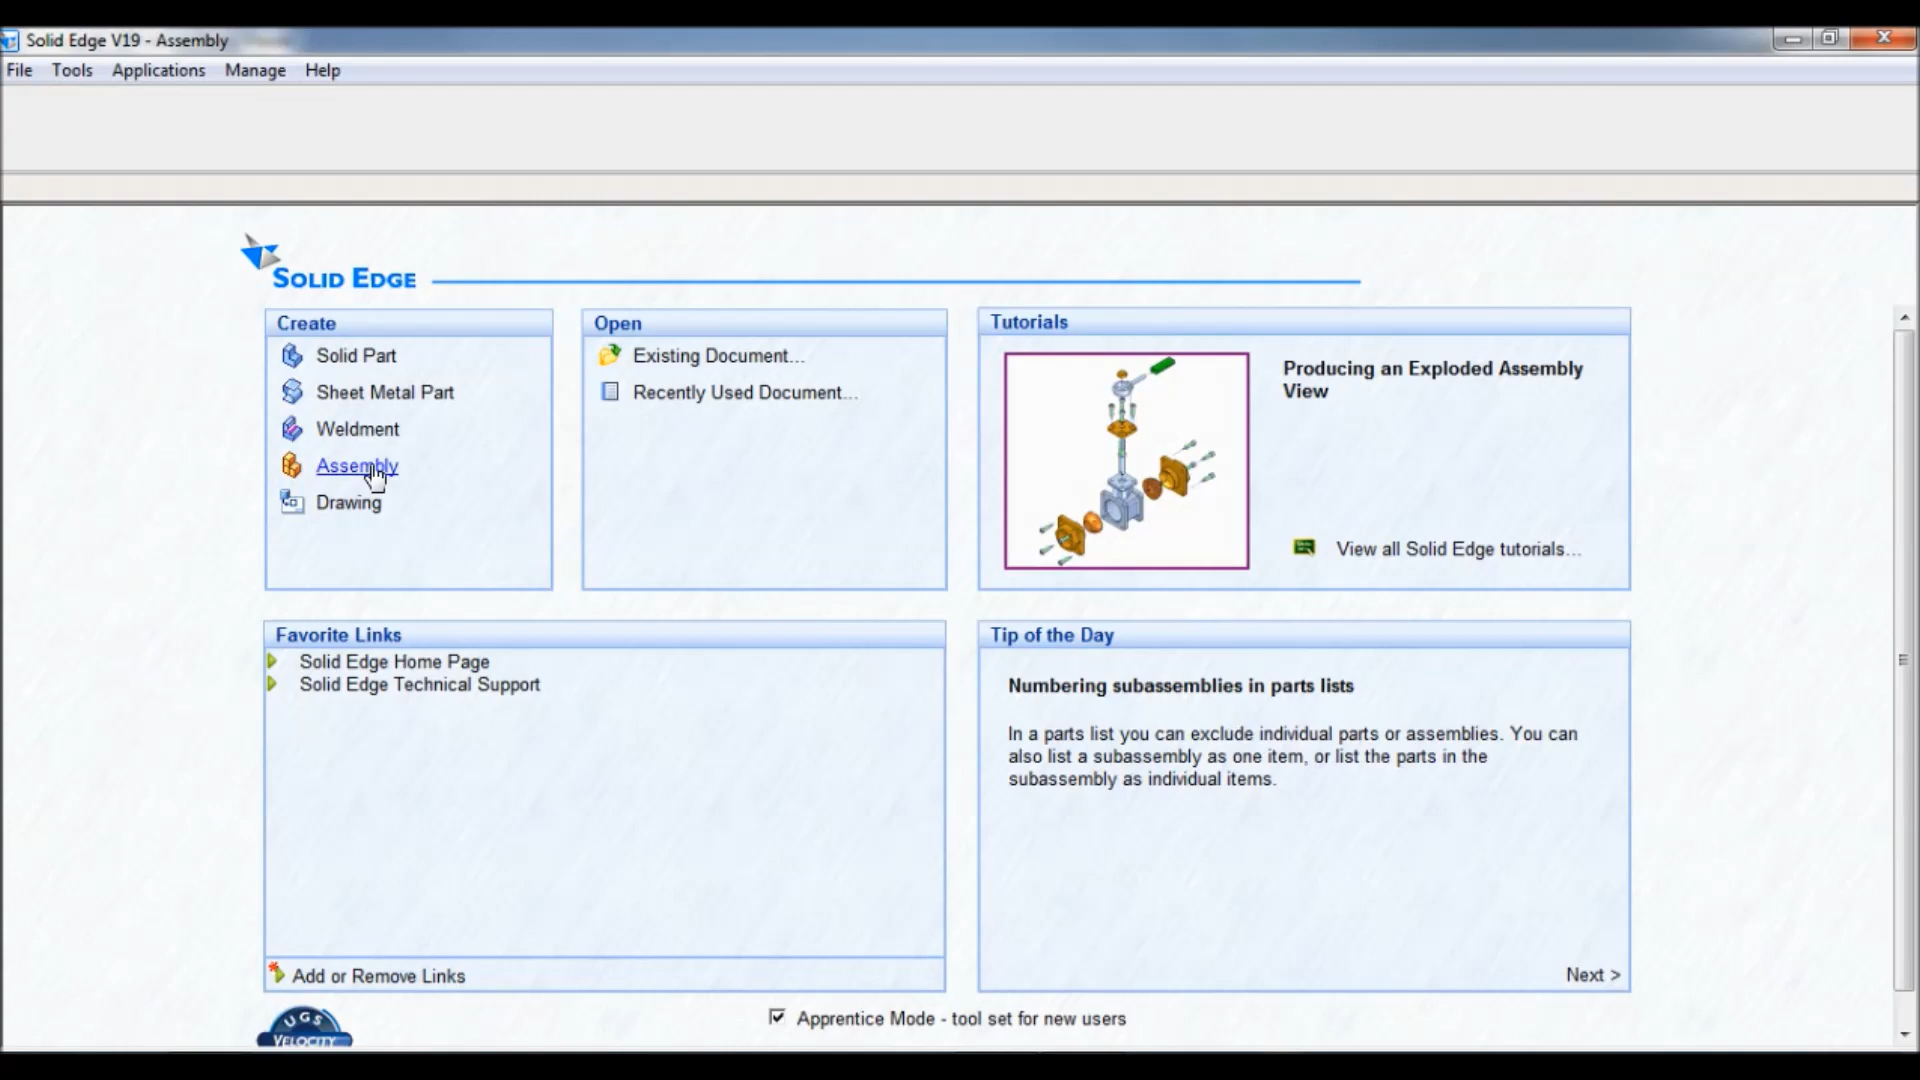 Solid Edge V19 - Assembly
File Tools Applications Manage Help
SOLID EDGE
Create
Solid Part
Sheet Metal Part
Weldment
Assembly
Drawing
Open
Existing Document...
Recently Used Document...
Tutorials
Producing an Exploded Assembly
View
View all Solid Edge tutorials...
Favorite Links
Solid Edge Home Page
Solid Edge Technical Support
Add or Remove Links
Tip of the Day
Numbering subassemblies in parts lists
In a parts list you can exclude individual parts or assemblies. You can
also list a subassembly as one item, or list the parts in the
subassembly as individual items.
Next >
UGS
VELOCITY
Apprentice Mode - tool set for new users